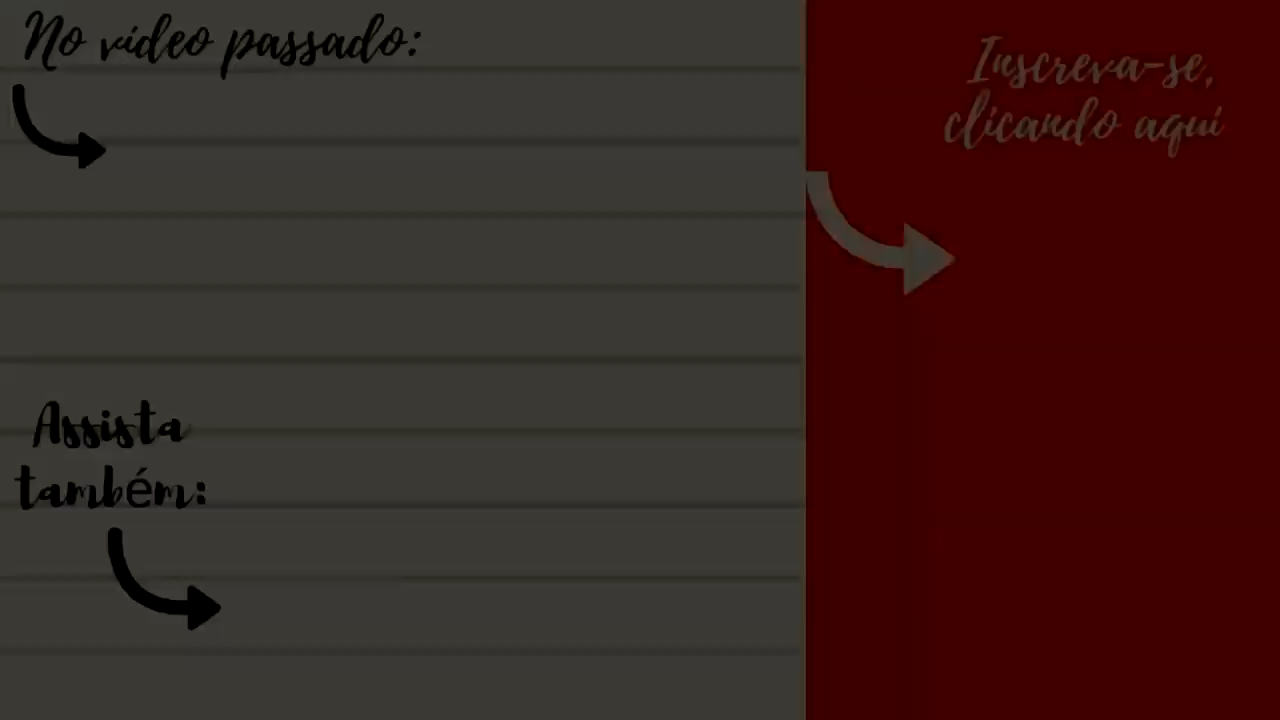 No vídeo passado:
Inscreva-se,
clicando aqui
Assista
também: